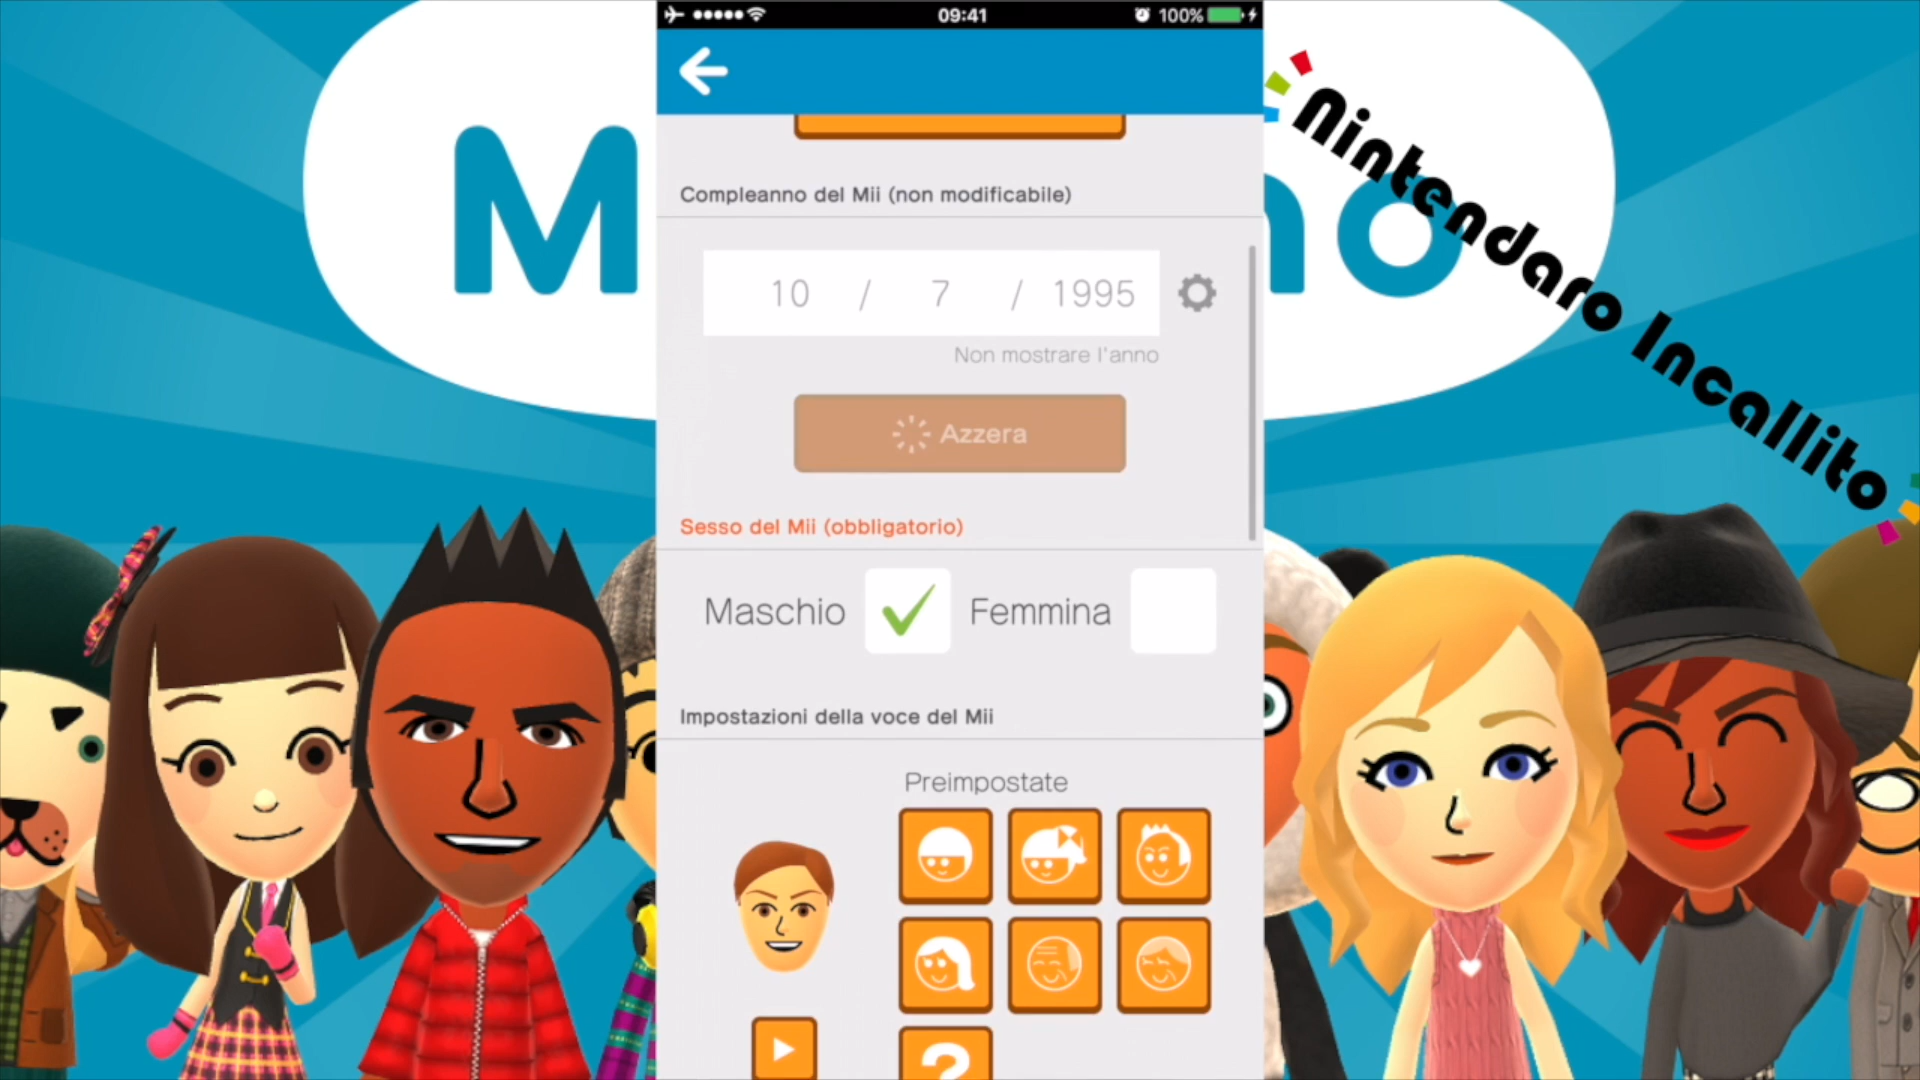 09:41
100%
M
no
Nintendaro Incallito
Compleanno del Mii (non modificabile)
10 / 7 / 1995
Non mostrare l'anno
Azzera
Sesso del Mii (obbligatorio)
Maschio
Femmina
Impostazioni della voce del Mii
Preimpostate
?